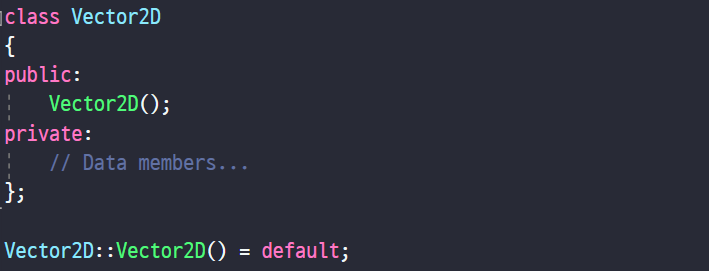 class Vector2D
{
public:
    Vector2D();
private:
    // Data members...
};

Vector2D::Vector2D() = default;